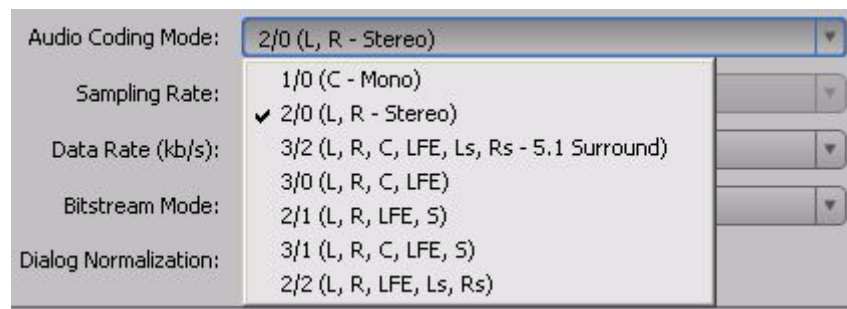 Audio Coding Mode: 2/0 (L, R - Stereo)
Sampling Rate: 1/0 (C - Mono)
2/0 (L, R - Stereo)
Data Rate (kb/s): 3/2 (L, R, C, LFE, Ls, Rs - 5.1 Surround)
3/0 (L, R, C, LFE)
Bitstream Mode: 2/1 (L, R, LFE, S)
Dialog Normalization: 3/1 (L, R, C, LFE, S)
2/2 (L, R, LFE, Ls, Rs)